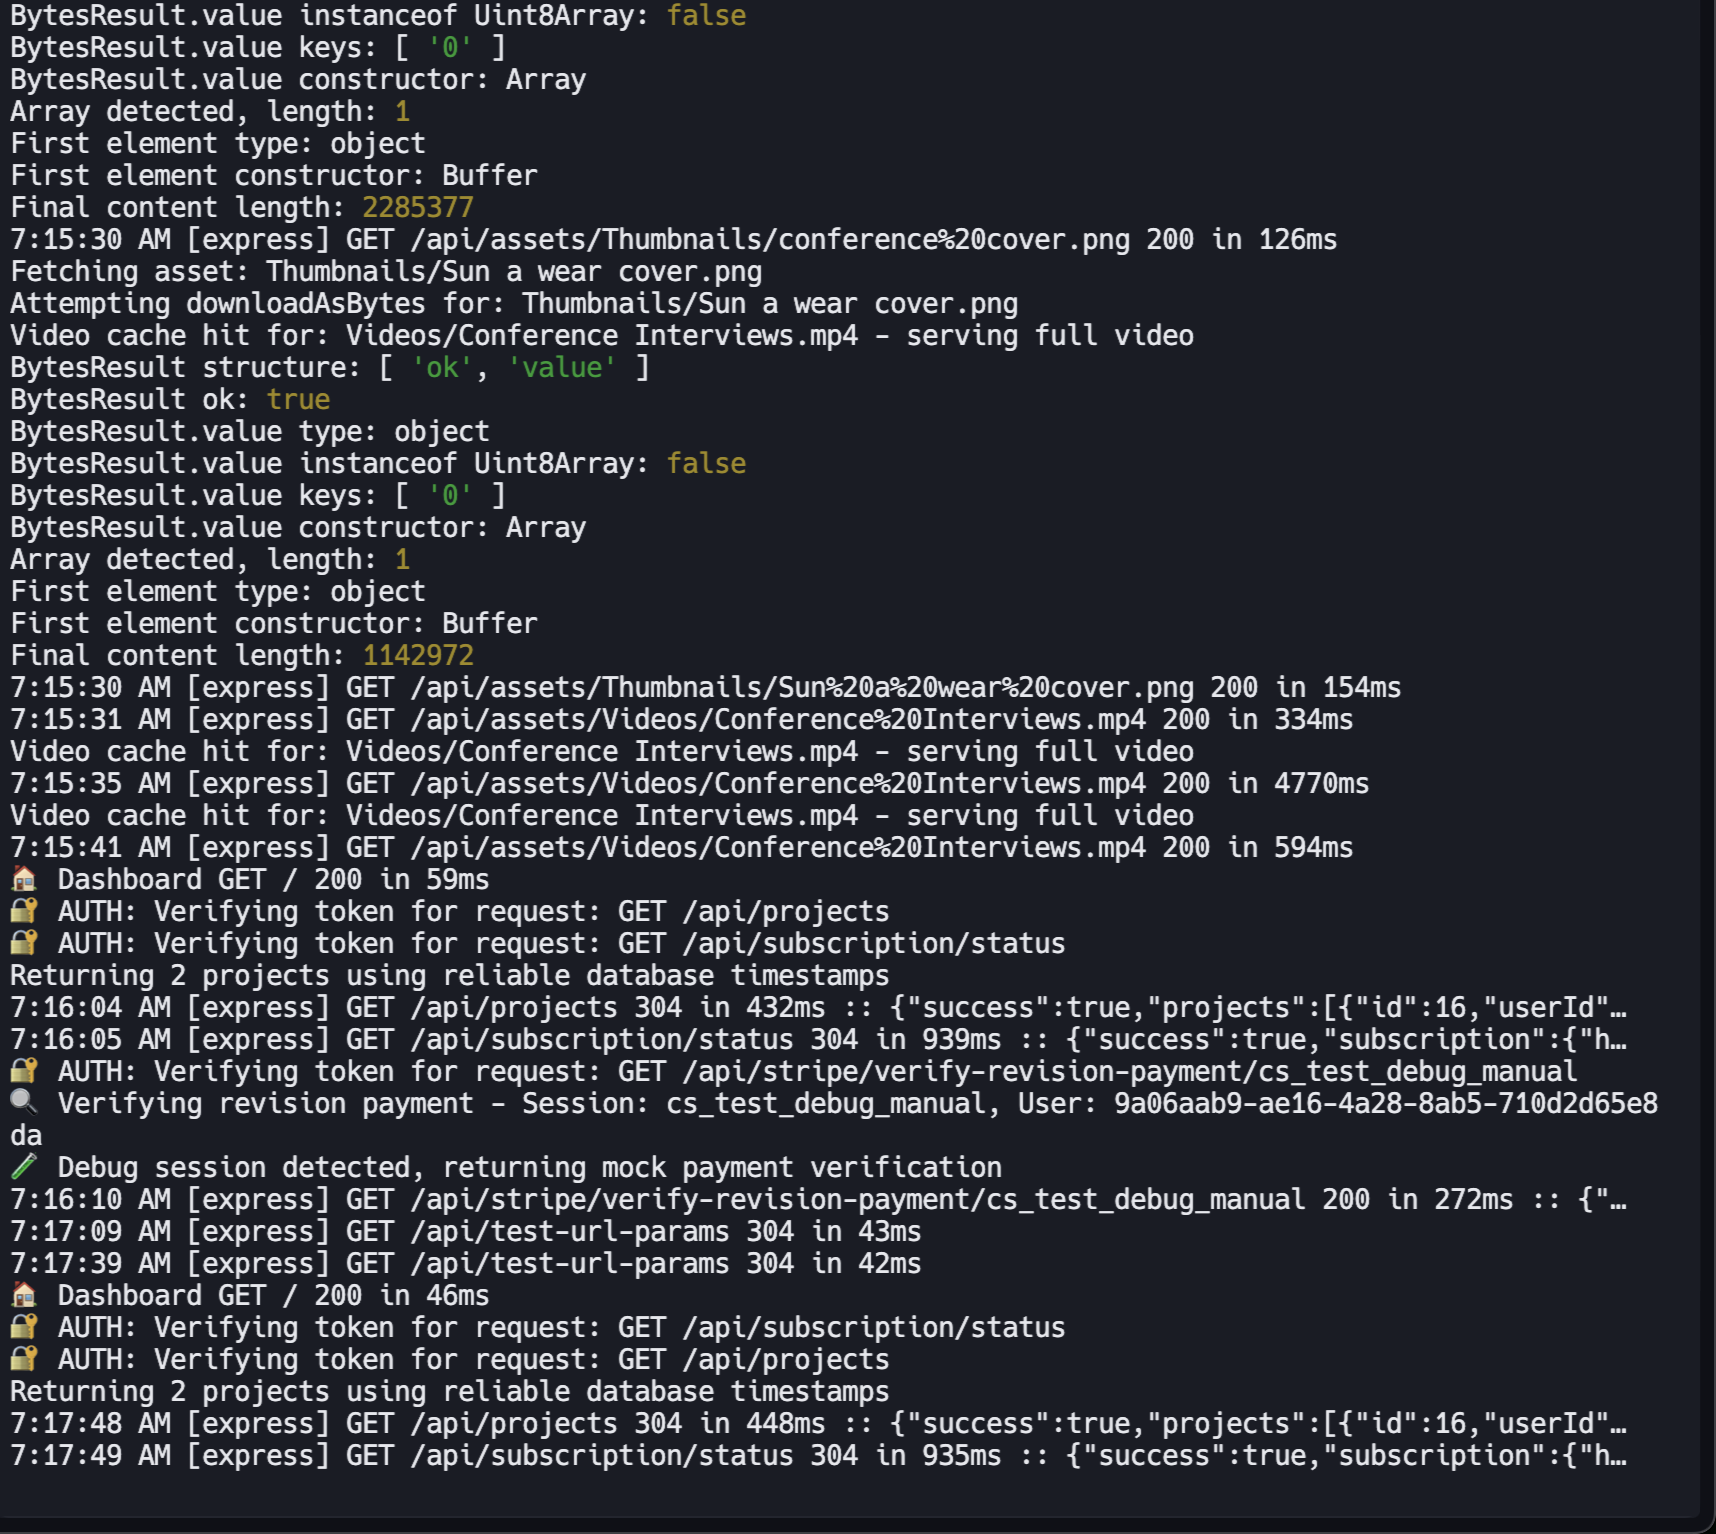 BytesResult.value instanceof Uint8Array: false
BytesResult.value keys: [ '0' ]
BytesResult.value constructor: Array
Array detected, length: 1
First element type: object
First element constructor: Buffer
Final content length: 2285377
7:15:30 AM [express] GET /api/assets/Thumbnails/conference%20cover.png 200 in 126ms
Fetching asset: Thumbnails/Sun a wear cover.png
Attempting downloadAsBytes for: Thumbnails/Sun a wear cover.png
Video cache hit for: Videos/Conference Interviews.mp4 - serving full video
BytesResult structure: [ 'ok', 'value' ]
BytesResult ok: true
BytesResult.value type: object
BytesResult.value instanceof Uint8Array: false
BytesResult.value keys: [ '0' ]
BytesResult.value constructor: Array
Array detected, length: 1
First element type: object
First element constructor: Buffer
Final content length: 1142972
7:15:30 AM [express] GET /api/assets/Thumbnails/Sun%20a%20wear%20cover.png 200 in 154ms
7:15:31 AM [express] GET /api/assets/Videos/Conference%20Interviews.mp4 200 in 334ms
Video cache hit for: Videos/Conference Interviews.mp4 - serving full video
7:15:35 AM [express] GET /api/assets/Videos/Conference%20Interviews.mp4 200 in 4770ms
Video cache hit for: Videos/Conference Interviews.mp4 - serving full video
7:15:41 AM [express] GET /api/assets/Videos/Conference%20Interviews.mp4 200 in 594ms
🏠 Dashboard GET / 200 in 59ms
🔐 AUTH: Verifying token for request: GET /api/projects
🔐 AUTH: Verifying token for request: GET /api/subscription/status
Returning 2 projects using reliable database timestamps
7:16:04 AM [express] GET /api/projects 304 in 432ms :: {"success":true,"projects":[{"id":16,"userId"…
7:16:05 AM [express] GET /api/subscription/status 304 in 939ms :: {"success":true,"subscription":{"h…
🔐 AUTH: Verifying token for request: GET /api/stripe/verify-revision-payment/cs_test_debug_manual
🔍 Verifying revision payment - Session: cs_test_debug_manual, User: 9a06aab9-ae16-4a28-8ab5-710d2d65e8
da
🧪 Debug session detected, returning mock payment verification
7:16:10 AM [express] GET /api/stripe/verify-revision-payment/cs_test_debug_manual 200 in 272ms :: {"…
7:17:09 AM [express] GET /api/test-url-params 304 in 43ms
7:17:39 AM [express] GET /api/test-url-params 304 in 42ms
🏠 Dashboard GET / 200 in 46ms
🔐 AUTH: Verifying token for request: GET /api/subscription/status
🔐 AUTH: Verifying token for request: GET /api/projects
Returning 2 projects using reliable database timestamps
7:17:48 AM [express] GET /api/projects 304 in 448ms :: {"success":true,"projects":[{"id":16,"userId"…
7:17:49 AM [express] GET /api/subscription/status 304 in 935ms :: {"success":true,"subscription":{"h…